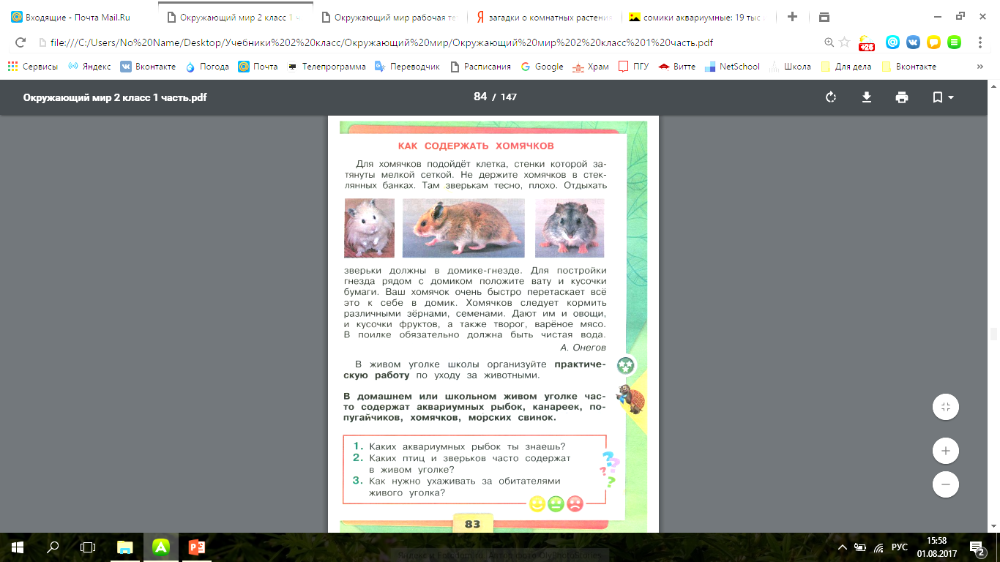 Входящие - Почта Mail.Ru
Окружающий мир 2 класс 1 ч
Окружающий мир рабочая те
загадки о комнатных растени
сомики аквариумные: 19 тыс
file:///C:/Users/No%20Name/Desktop/Учебники%202%20класс/Окружающий%20мир/Окружающий%20мир%202%20класс%201%20часть.pdf
+26
Сервисы
Яндекс
Вконтакте
Погода
Почта
Телепрограмма
Переводчик
Расписания
Google
Храм
ПГУ
Витте
NetSchool
Школа
Для дела
Вконтакте
Окружающий мир 2 класс 1 часть.pdf
84 / 147
КАК СОДЕРЖАТЬ ХОМЯЧКОВ
Для хомячков подойдёт клетка, стенки которой за-
тянуты мелкой сеткой. Не держите хомячков в стек-
лянных банках. Там зверькам тесно, плохо. Отдыхать
зверьки должны в домике-гнезде. Для постройки
гнезда рядом с домиком положите вату и кусочки
бумаги. Ваш хомячок очень быстро перетаскает всё
это к себе в домик. Хомячков следует кормить
различными зёрнами, семенами. Дают им и овощи,
и кусочки фруктов, а также творог, варёное мясо.
В поилке обязательно должна быть чистая вода.
А. Онегов
В живом уголке школы организуйте практиче-
скую работу по уходу за животными.
В домашнем или школьном живом уголке час-
то содержат аквариумных рыбок, канареек, по-
пугайчиков, хомячков, морских свинок.
1. Каких аквариумных рыбок ты знаешь?
2. Каких птиц и зверьков часто содержат
в живом уголке?
3. Как нужно ухаживать за обитателями
живого уголка?
83
РУС
15:58
01.08.2017
2